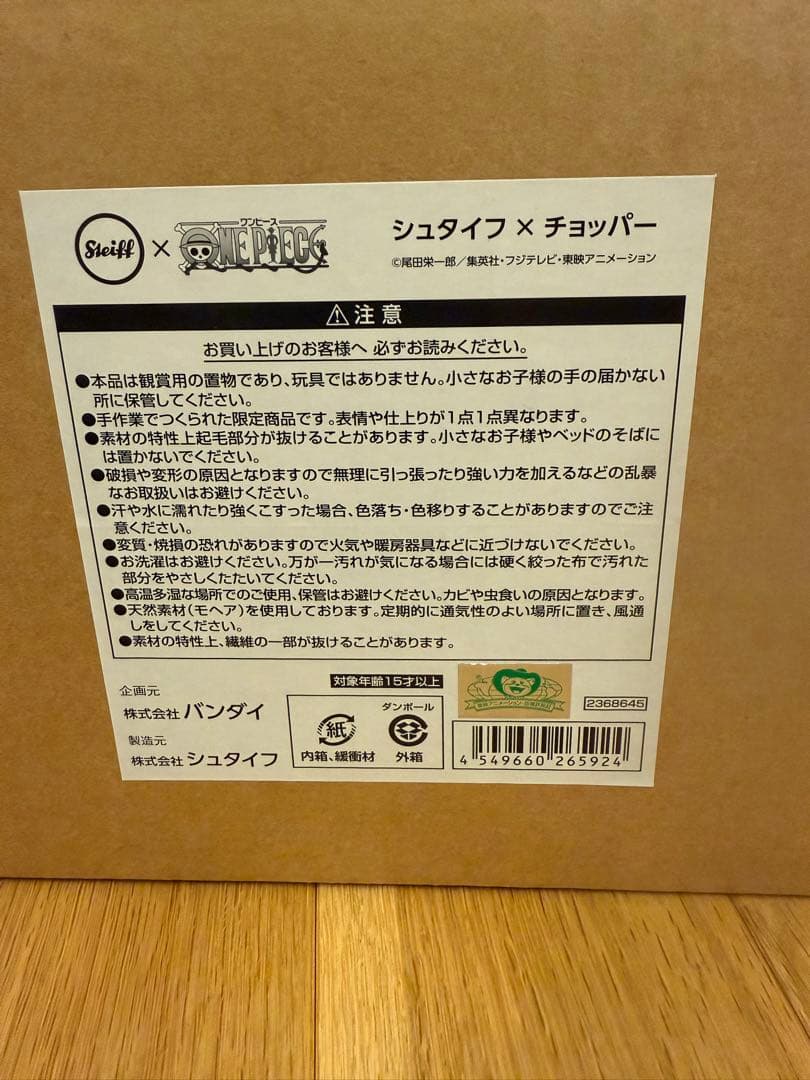 Steiff × ワンピース ONE PIECE シュタイフ × チョッパー
©尾田栄一郎／集英社・フジテレビ・東映アニメーション
⚠注意
お買い上げのお客様へ 必ずお読みください。
●本品は観賞用の置物であり、玩具ではありません。小さなお子様の手の届かない
所に保管してください。
●手作業でつくられた限定商品です。表情や仕上りが1点1点異なります。
●素材の特性上起毛部分が抜けることがあります。小さなお子様やベッドのそばに
は置かないでください。
●破損や変形の原因となりますので無理に引っ張ったり強い力を加えるなどの乱暴
なお取扱いはお避けください。
●汗や水に濡れたり強くこすった場合、色落ち・色移りすることがありますのでご注
意ください。
●変質・焼損の恐れがありますので火気や暖房器具などに近づけないでください。
●お洗濯はお避けください。万が一汚れが気になる場合には硬く絞った布で汚れた
部分をやさしくたたいてください。
●高温多湿な場所でのご使用、保管はお避けください。カビや虫食いの原因となります。
●天然素材（モヘア）を使用しております。定期的に通気性のよい場所に置き、風通
しをしてください。
●素材の特性上、繊維の一部が抜けることがあります。
企画元
株式会社 バンダイ
製造元
株式会社 シュタイフ
対象年齢15才以上
紙
内箱、緩衝材
ダンボール
外箱
2368645
4 549660 265924